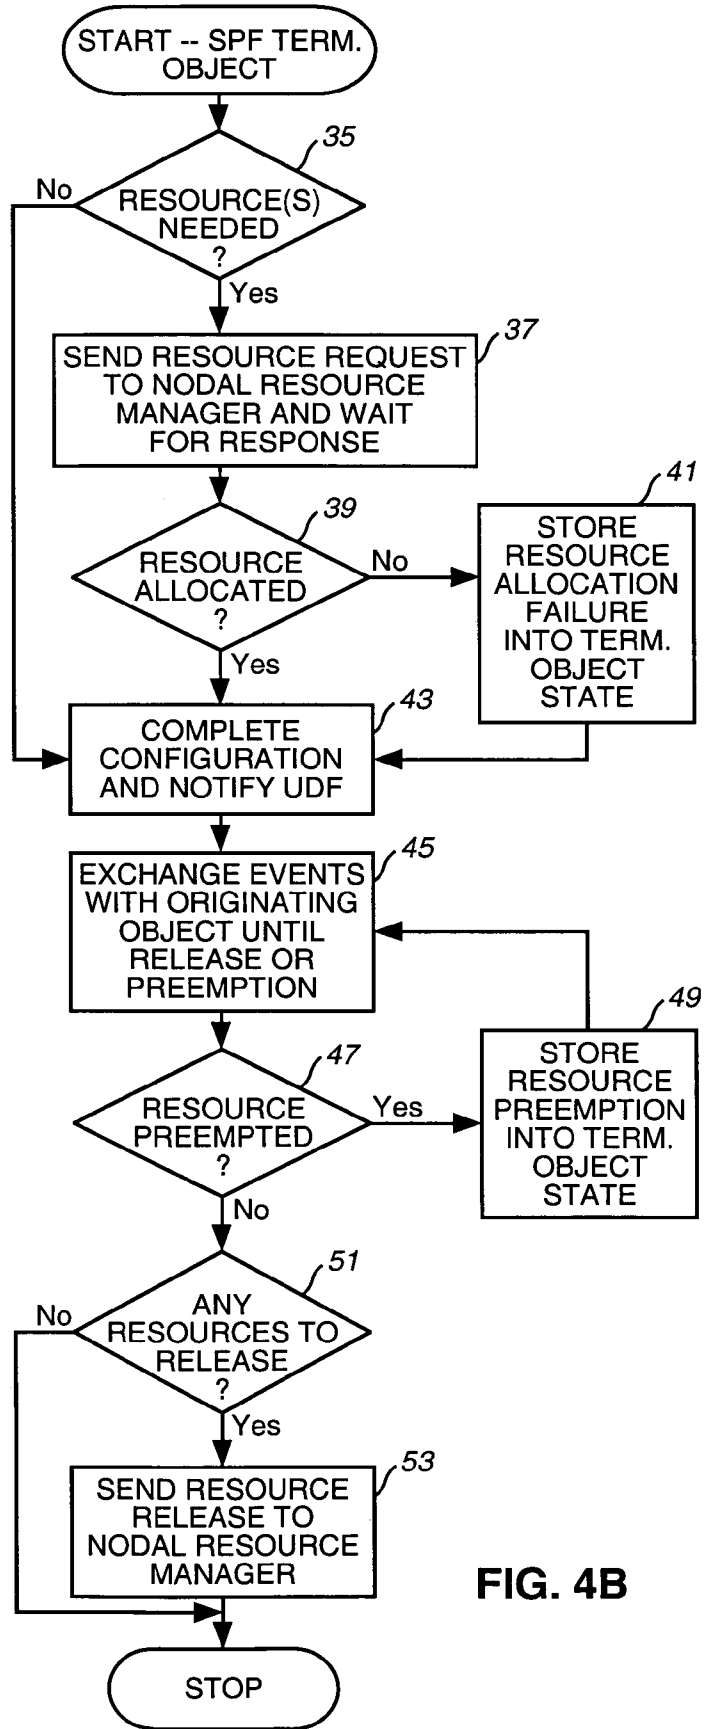 START -- SPF TERM.
OBJECT
35
No
RESOURCE(S)
NEEDED
?
Yes
37
SEND RESOURCE REQUEST
TO NODAL RESOURCE
MANAGER AND WAIT
FOR RESPONSE
39
RESOURCE
ALLOCATED
?
No
41
STORE
RESOURCE
ALLOCATION
FAILURE
INTO TERM.
OBJECT
STATE
Yes
43
COMPLETE
CONFIGURATION
AND NOTIFY UDF
45
EXCHANGE EVENTS
WITH ORIGINATING
OBJECT UNTIL
RELEASE OR
PREEMPTION
47
RESOURCE
PREEMPTED
?
Yes
49
STORE
RESOURCE
PREEMPTION
INTO TERM.
OBJECT
STATE
No
51
No
ANY
RESOURCES TO
RELEASE
?
Yes
53
SEND RESOURCE
RELEASE TO
NODAL RESOURCE
MANAGER
FIG. 4B
STOP